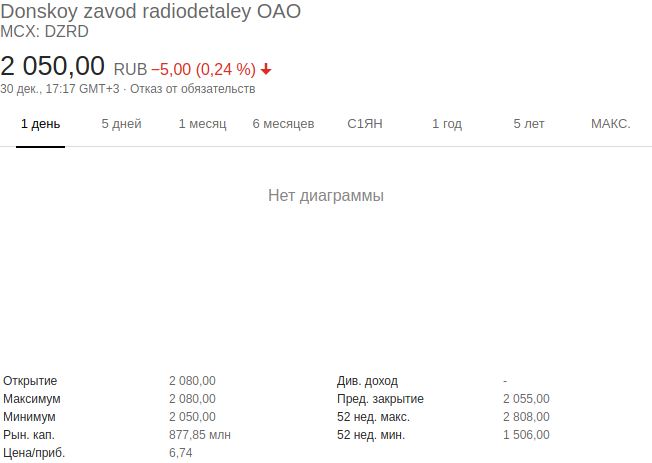 Donskoy zavod radiodetaley OAO
MCX: DZRD
2 050,00 RUB −5,00 (0,24 %)
30 дек., 17:17 GMT+3 · Отказ от обязательств
1 день 5 дней 1 месяц 6 месяцев С1ЯН 1 год 5 лет МАКС.
Нет диаграммы
Открытие 2 080,00 Див. доход -
Максимум 2 080,00 Пред. закрытие 2 055,00
Минимум 2 050,00 52 нед. макс. 2 808,00
Рын. кап. 877,85 млн 52 нед. мин. 1 506,00
Цена/приб. 6,74